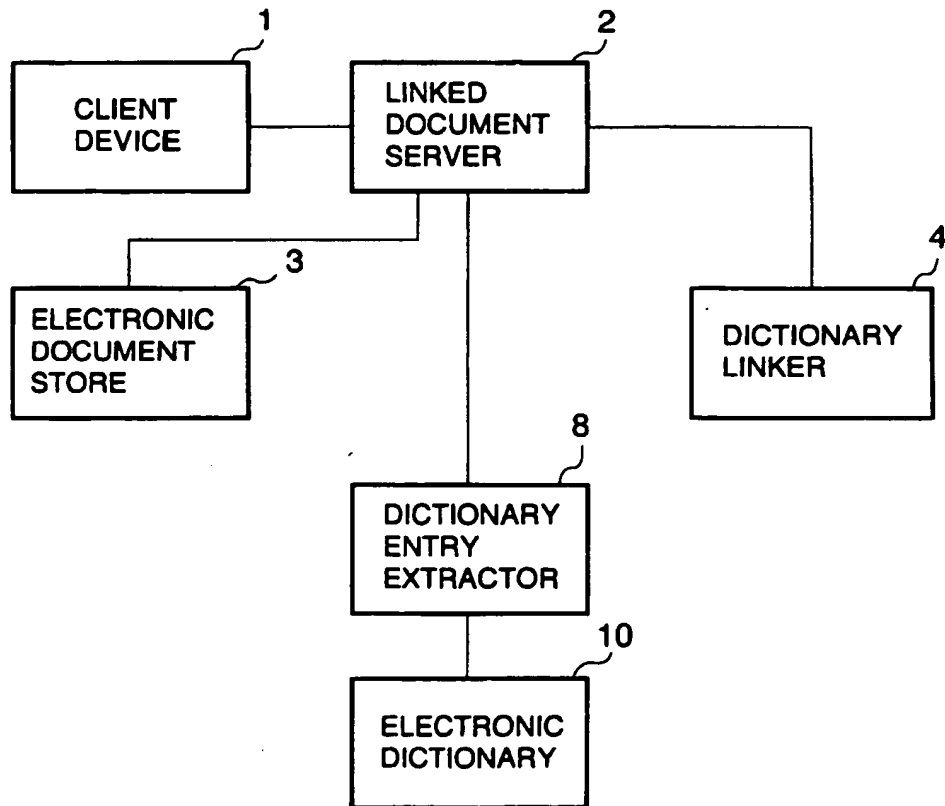 1
CLIENT
DEVICE
2
LINKED
DOCUMENT
SERVER
3
ELECTRONIC
DOCUMENT
STORE
4
DICTIONARY
LINKER
8
DICTIONARY
ENTRY
EXTRACTOR
10
ELECTRONIC
DICTIONARY